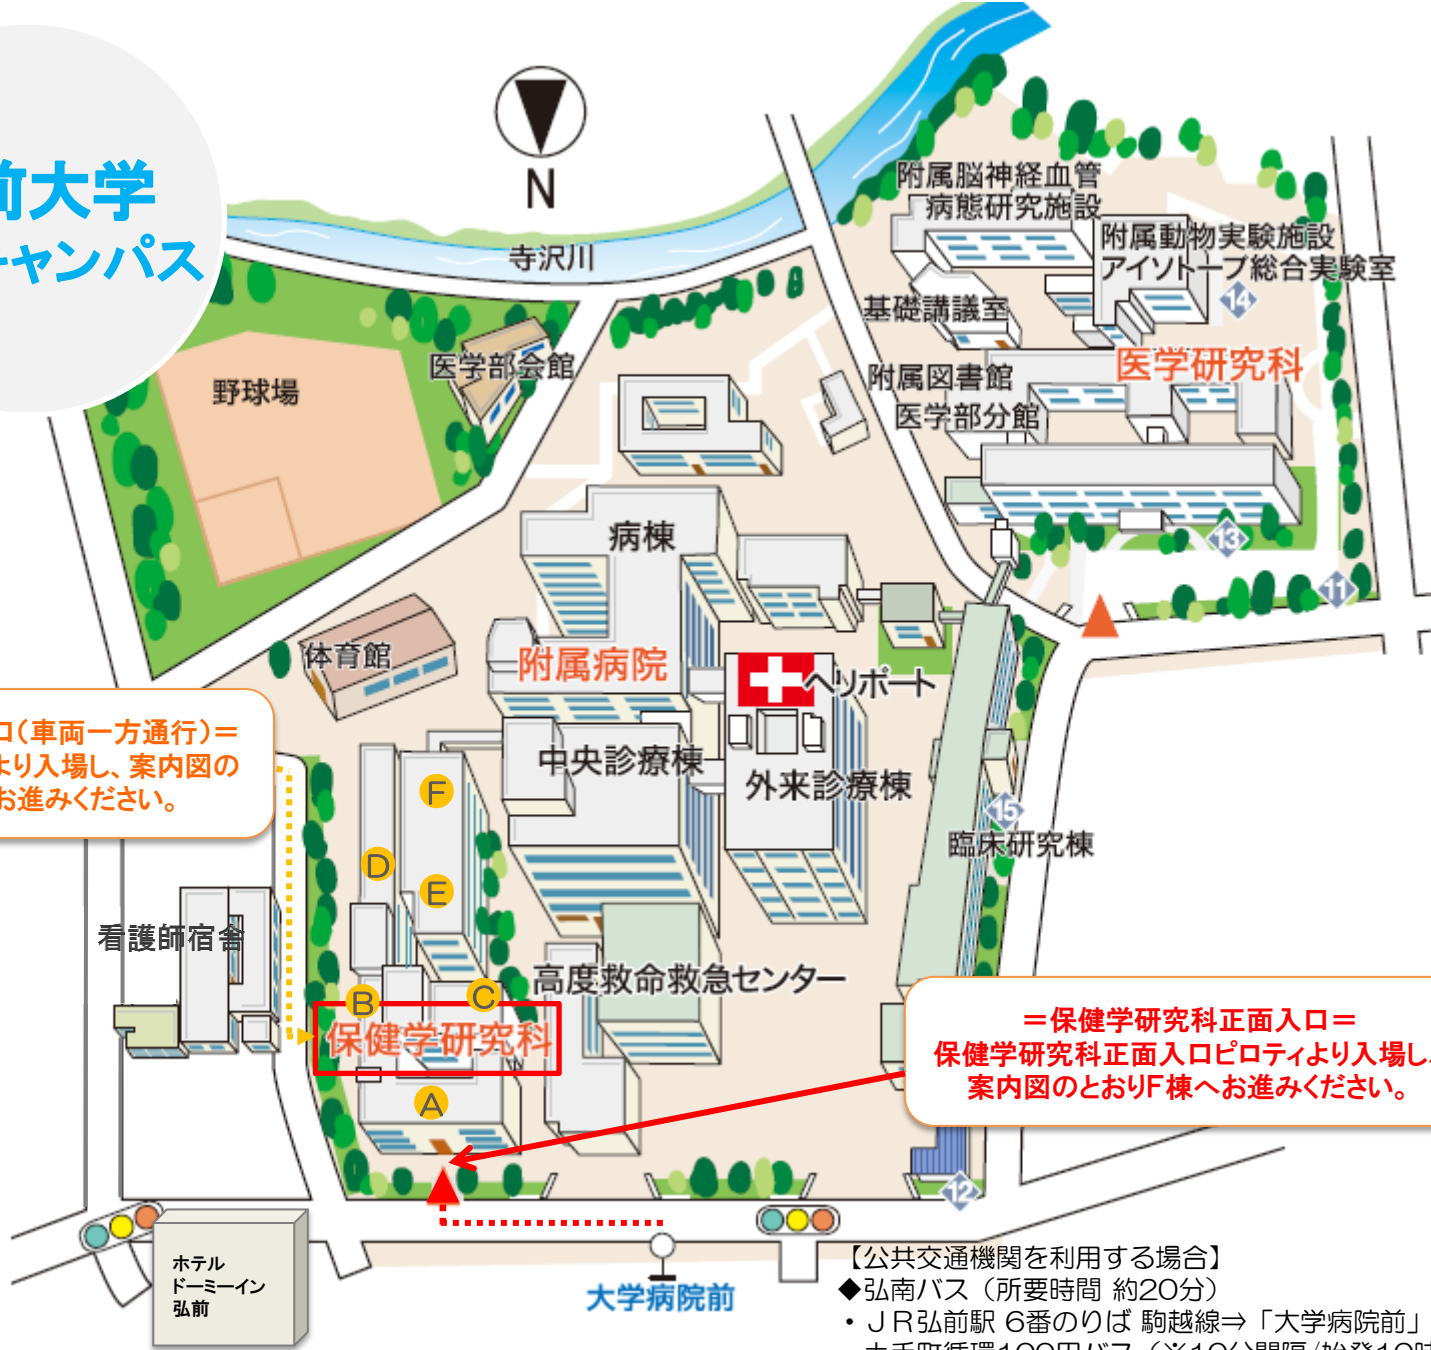 前大学
キャンパス
N
寺沢川
附属脳神経血管
病態研究施設
附属動物実験施設
アイソトープ総合実験室
14
基礎講義室
医学研究科
附属図書館
医学部分館
医学部会館
野球場
病棟
13
11
体育館
附属病院
ヘリポート
口(車両一方通行)=
より入場し、案内図の
お進みください。
中央診療棟
外来診療棟
F
15
臨床研究棟
D
E
看護師宿舎
高度救命救急センター
B
C
保健学研究科
=保健学研究科正面入口=
保健学研究科正面入口ピロティより入場し、
案内図のとおりF棟へお進みください。
A
12
ホテル
ドーミーイン
弘前
大学病院前
【公共交通機関を利用する場合】
◆弘南バス（所要時間 約20分）
・ＪＲ弘前駅 6番のりば 駒越線⇒「大学病院前」